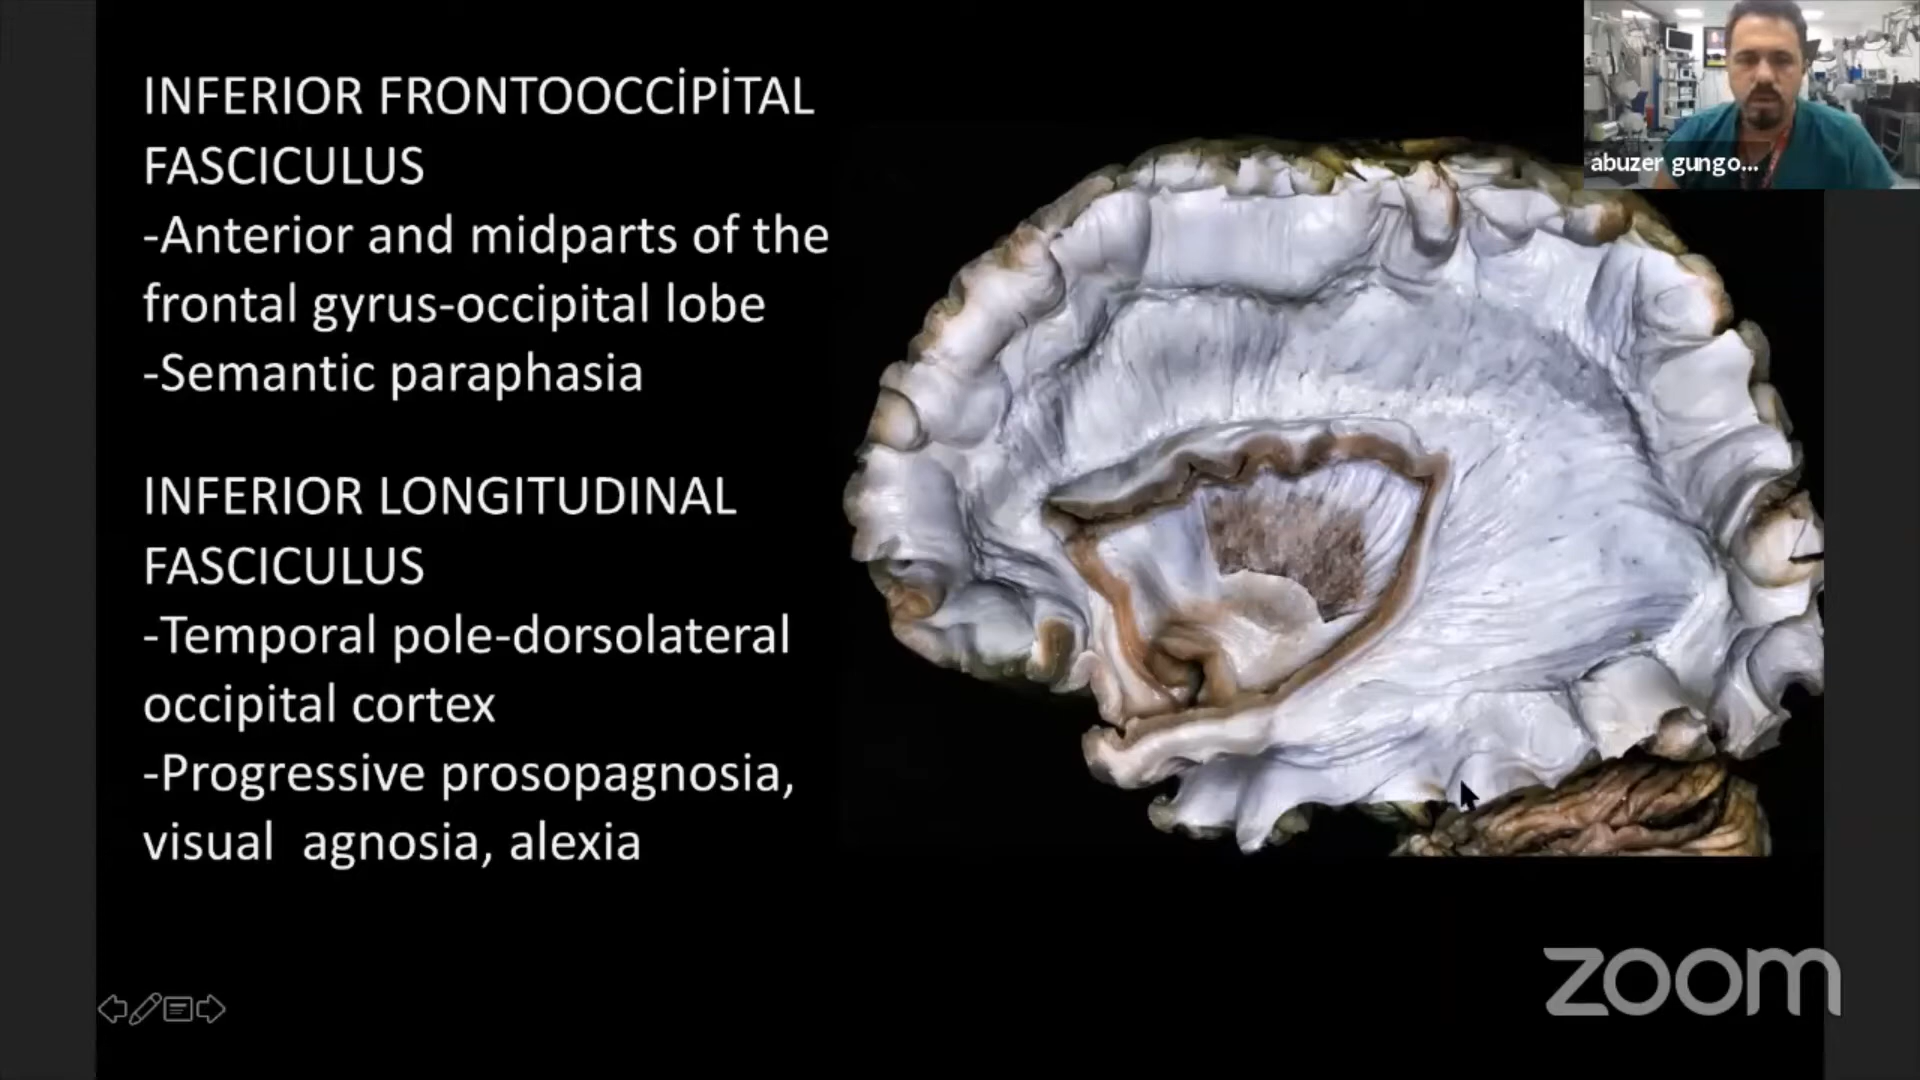 INFERIOR FRONTOOCCİPİTAL
FASCICULUS
-Anterior and midparts of the
frontal gyrus-occipital lobe
-Semantic paraphasia
INFERIOR LONGITUDINAL
FASCICULUS
-Temporal pole-dorsolateral
occipital cortex
-Progressive prosopagnosia,
visual  agnosia, alexia
abuzer gungo...
zoom